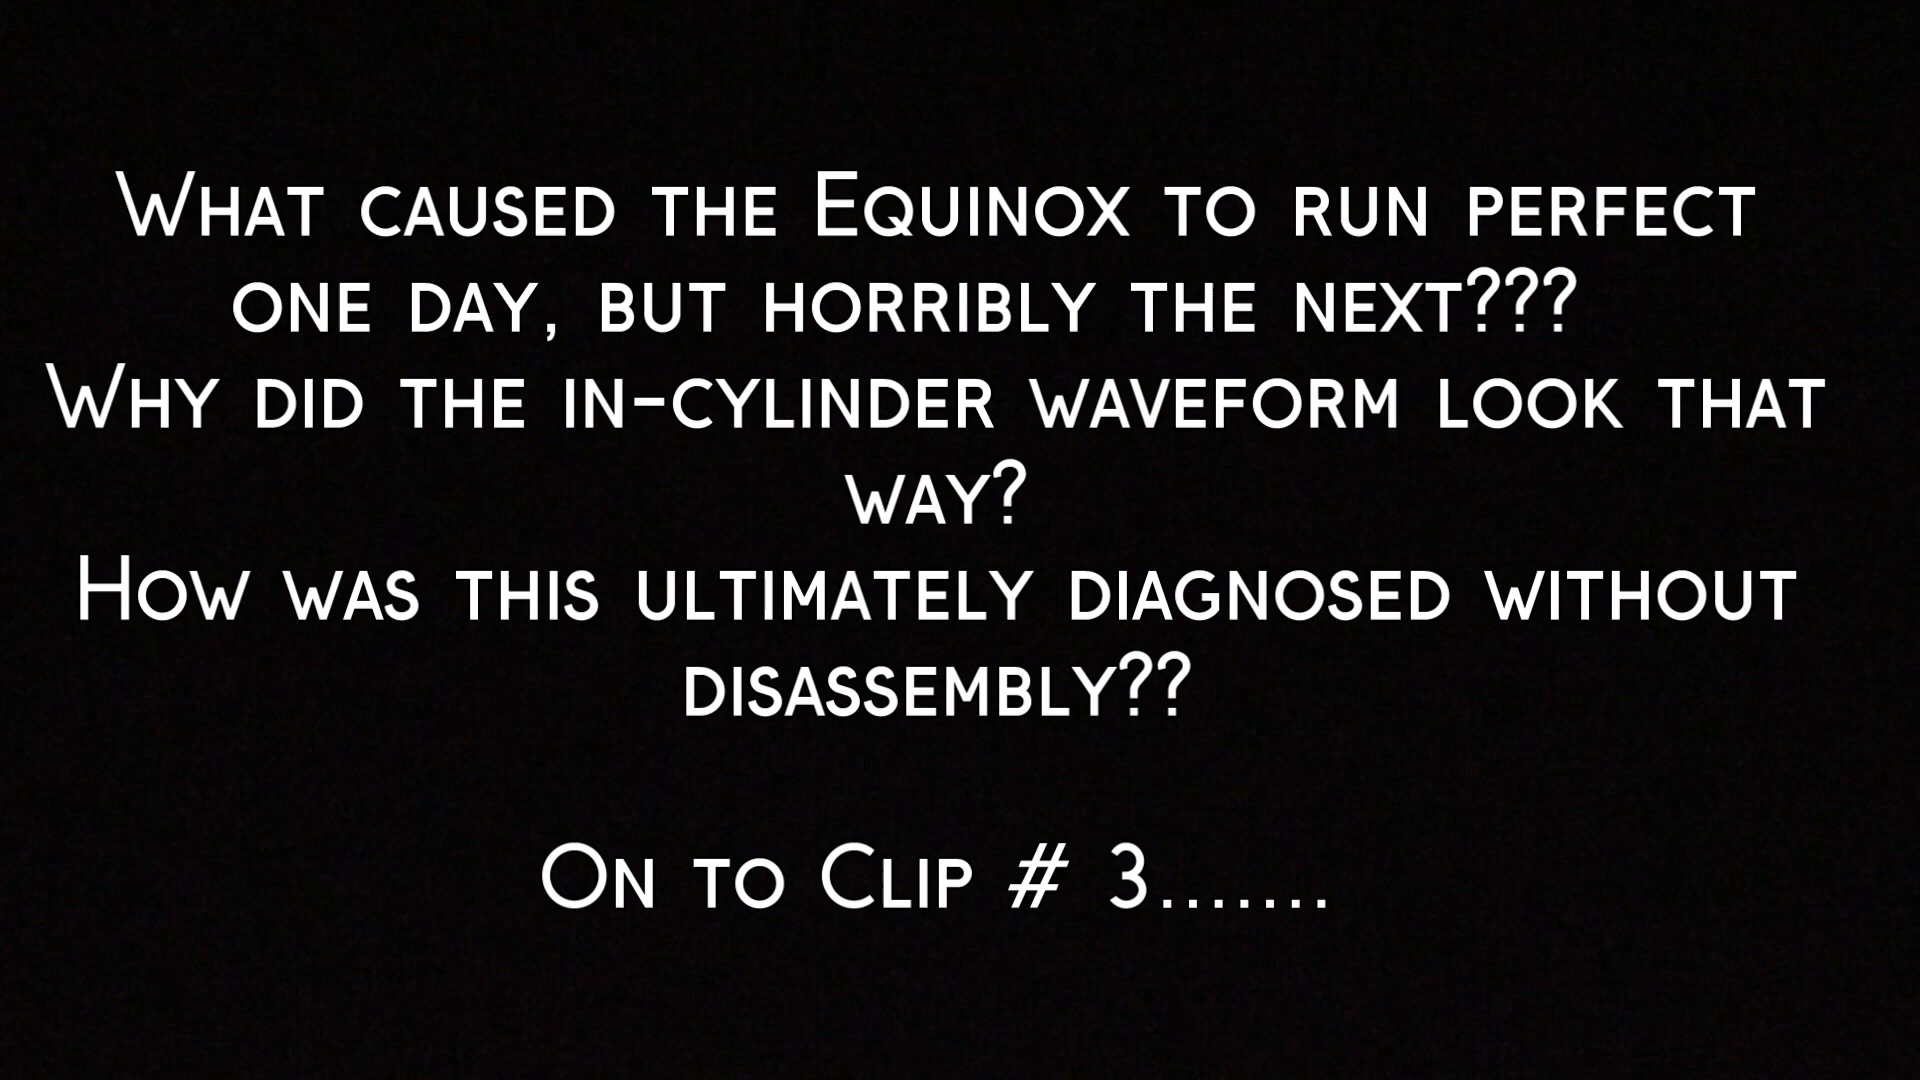 What caused the Equinox to run perfect
one day, but horribly the next???
Why did the in-cylinder waveform look that
way?
How was this ultimately diagnosed without
disassembly??
On to Clip # 3.......